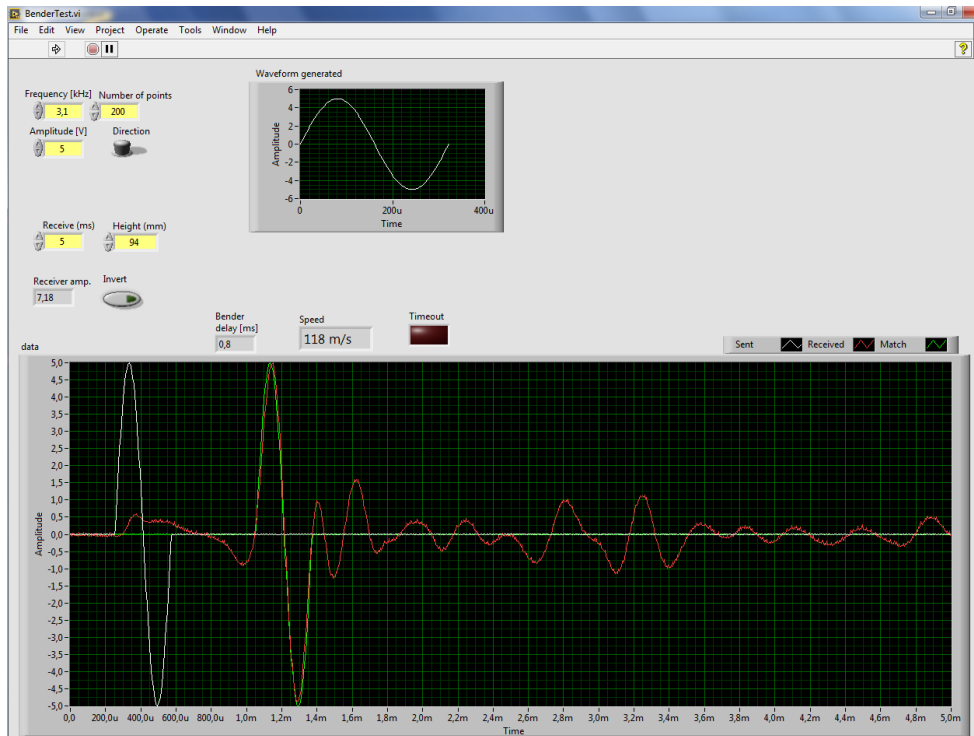 BenderTest.vi
File Edit View Project Operate Tools Window Help
Waveform generated
Frequency [kHz] Number of points
3,1 200
Amplitude [V] Direction
5
6
4
2
0
-2
-4
-6
Amplitude
0 200u 400u
Time
Receive (ms) Height (mm)
5 94
Receiver amp. Invert
7,18
Bender
delay [ms]
0,8
Speed
118 m/s
Timeout
data
Sent Received Match
5,0
4,5
4,0
3,5
3,0
2,5
2,0
1,5
1,0
0,5
0,0
-0,5
-1,0
-1,5
-2,0
-2,5
-3,0
-3,5
-4,0
-4,5
-5,0
Amplitude
0,0 200,0u 400,0u 600,0u 800,0u 1,0m 1,2m 1,4m 1,6m 1,8m 2,0m 2,2m 2,4m 2,6m 2,8m 3,0m 3,2m 3,4m 3,6m 3,8m 4,0m 4,2m 4,4m 4,6m 4,8m 5,0m
Time